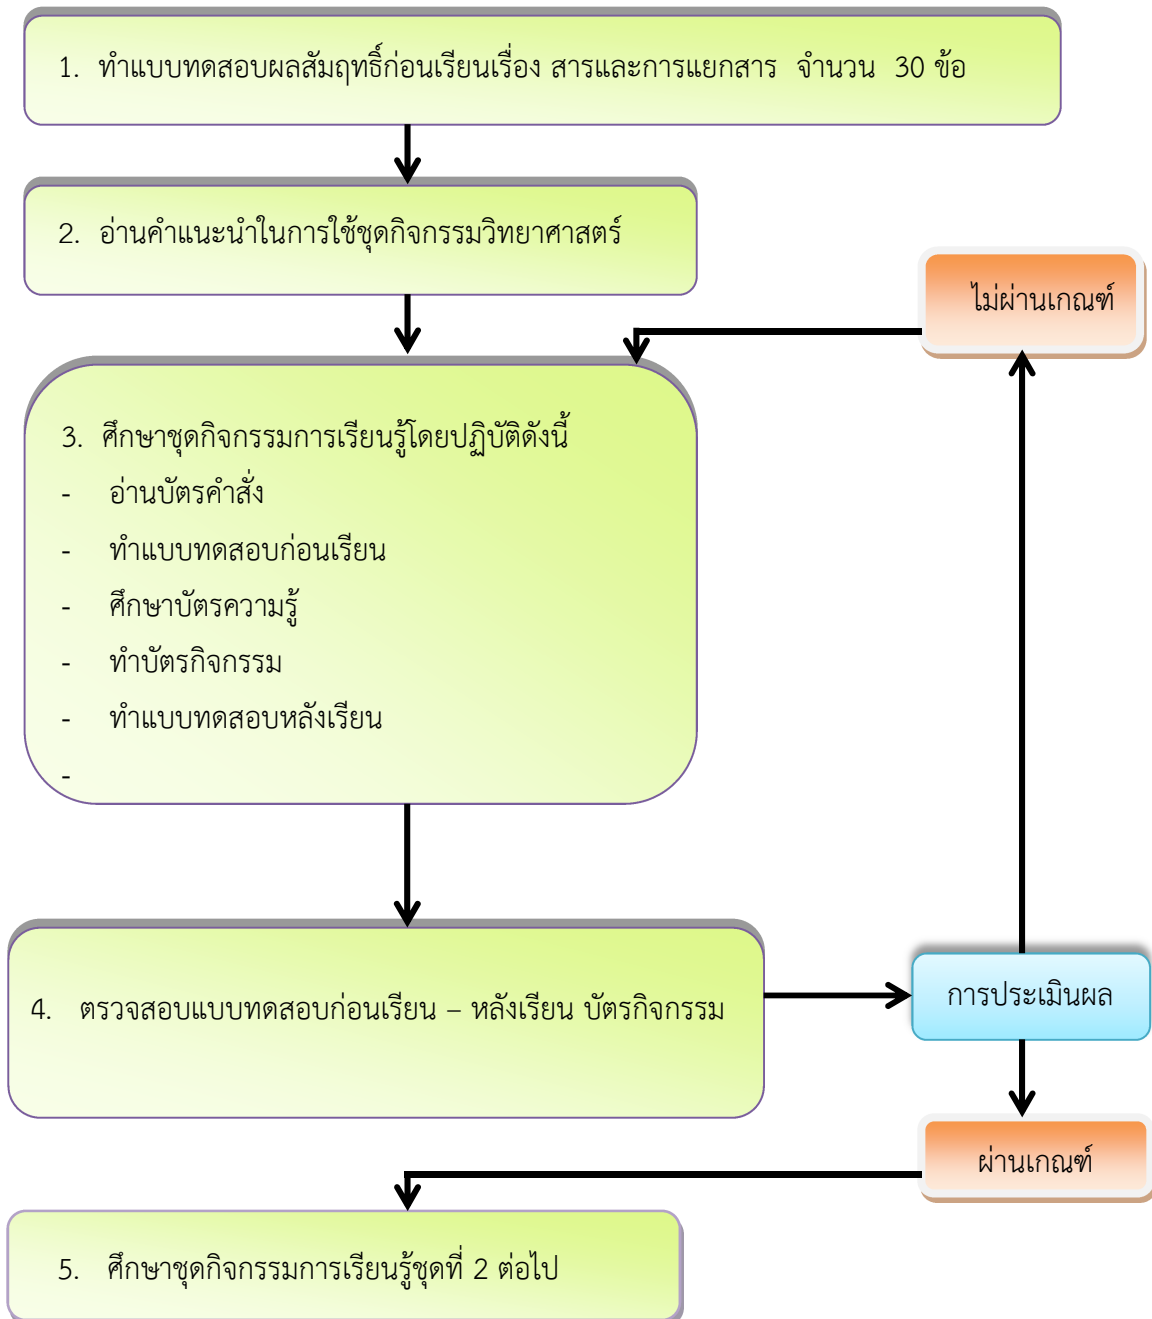 1. ทำแบบทดสอบผลสัมฤทธิ์ก่อนเรียนเรื่อง สารและการแยกสาร จำนวน 30 ข้อ
2. อ่านคำแนะนำในการใช้ชุดกิจกรรมวิทยาศาสตร์
ไม่ผ่านเกณฑ์
3. ศึกษาชุดกิจกรรมการเรียนรู้โดยปฏิบัติดังนี้
- อ่านบัตรคำสั่ง
- ทำแบบทดสอบก่อนเรียน
- ศึกษาบัตรความรู้
- ทำบัตรกิจกรรม
- ทำแบบทดสอบหลังเรียน
-
4. ตรวจสอบแบบทดสอบก่อนเรียน – หลังเรียน บัตรกิจกรรม
การประเมินผล
ผ่านเกณฑ์
5. ศึกษาชุดกิจกรรมการเรียนรู้ชุดที่ 2 ต่อไป